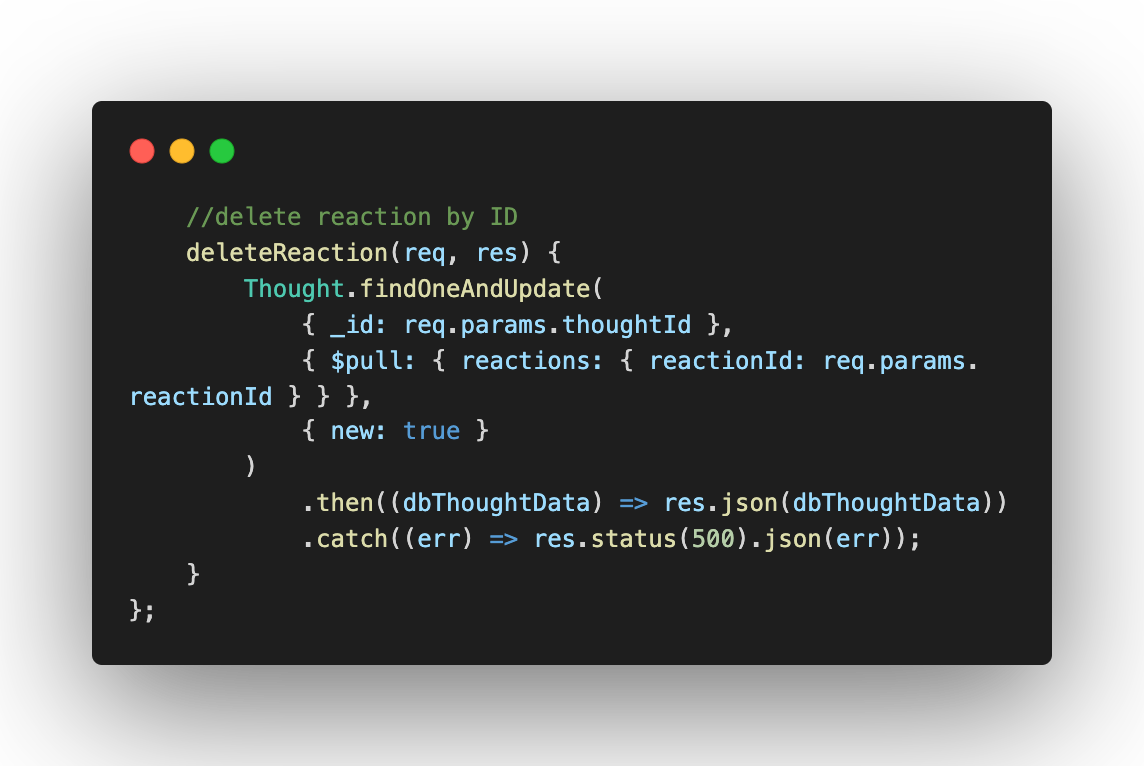 //delete reaction by ID
deleteReaction(req, res) {
Thought.findOneAndUpdate(
{ _id: req.params.thoughtId },
{ $pull: { reactions: { reactionId: req.params.
reactionId } } },
{ new: true }
)
.then((dbThoughtData) => res.json(dbThoughtData))
.catch((err) => res.status(500).json(err));
}
};